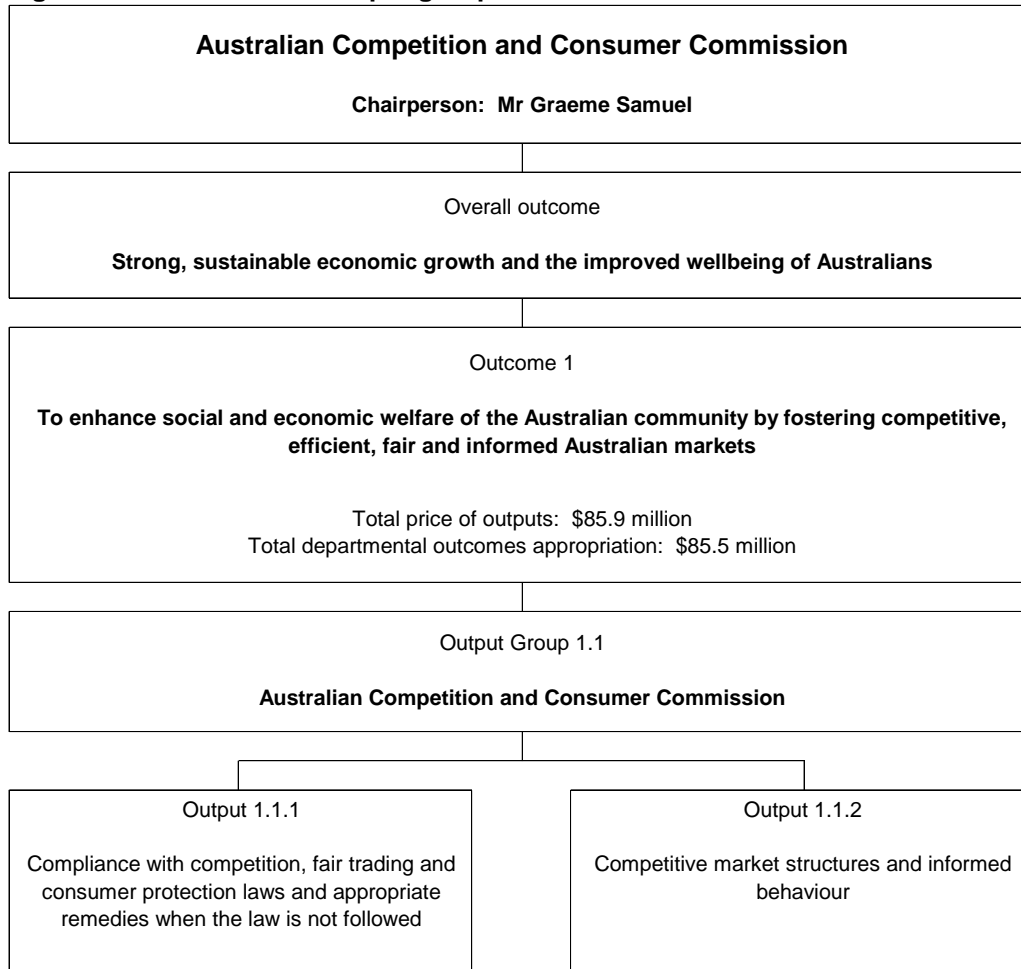 Australian Competition and Consumer Commission
Chairperson: Mr Graeme Samuel
Overall outcome
Strong, sustainable economic growth and the improved wellbeing of Australians
Outcome 1
To enhance social and economic welfare of the Australian community by fostering competitive,
efficient, fair and informed Australian markets
Total price of outputs: $85.9 million
Total departmental outcomes appropriation: $85.5 million
Output Group 1.1
Australian Competition and Consumer Commission
Output 1.1.1
Compliance with competition, fair trading and
consumer protection laws and appropriate
remedies when the law is not followed
Output 1.1.2
Competitive market structures and informed
behaviour